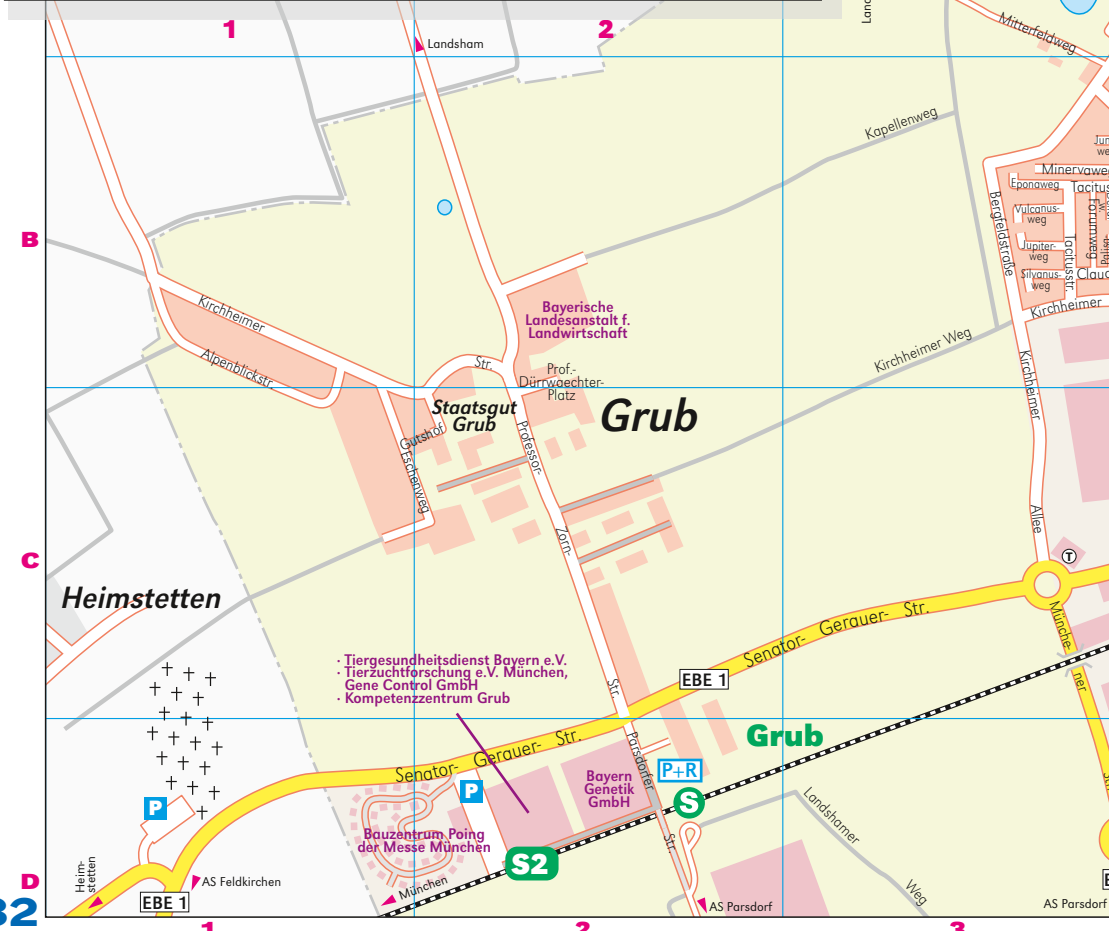 1
2
Landsham
Mitterfeldweg
Kapellenweg
Minervaweg
Eponaweg
Vulcanus-
weg
Jupiter-
weg
Silvanus-
weg
Tacitusstr.
Forumweg
Bergfeldstraße
Kirchheimer
B
Kirchheimer
Alpenblickstr.
Str.
Bayerische
Landesanstalt f.
Landwirtschaft
Prof.-
Dürrwaechter-
Platz
Kirchheimer Weg
Kirchheimer
Allee
Staatsgut
Grub
Grub
Gutshof
Eschenweg
Professor-
Zorn-
Str.
C
T
Heimstetten
Senator- Gerauer- Str.
Münche-
ner
· Tiergesundheitsdienst Bayern e.V.
· Tierzuchtforschung e.V. München,
Gene Control GmbH
· Kompetenzzentrum Grub
EBE 1
Grub
Senator- Gerauer- Str.
Parsdorfer
Str.
P+R
S
Bayern
Genetik
GmbH
P
P
Bauzentrum Poing
der Messe München
S2
Landshamer
Weg
Heim-
stetten
D
AS Feldkirchen
München
EBE 1
AS Parsdorf
AS Parsdorf
1
2
3